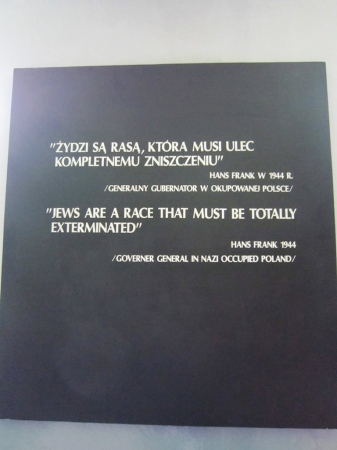 "ŻYDZI SĄ RASĄ, KTÓRA MUSI ULEC
KOMPLETNEMU ZNISZCZENIU"
HANS FRANK W 1944 R.
/GENERALNY GUBERNATOR W OKUPOWANEJ POLSCE/
"JEWS ARE A RACE THAT MUST BE TOTALLY
EXTERMINATED"
HANS FRANK 1944
/GOVERNER GENERAL IN NAZI OCCUPIED POLAND/